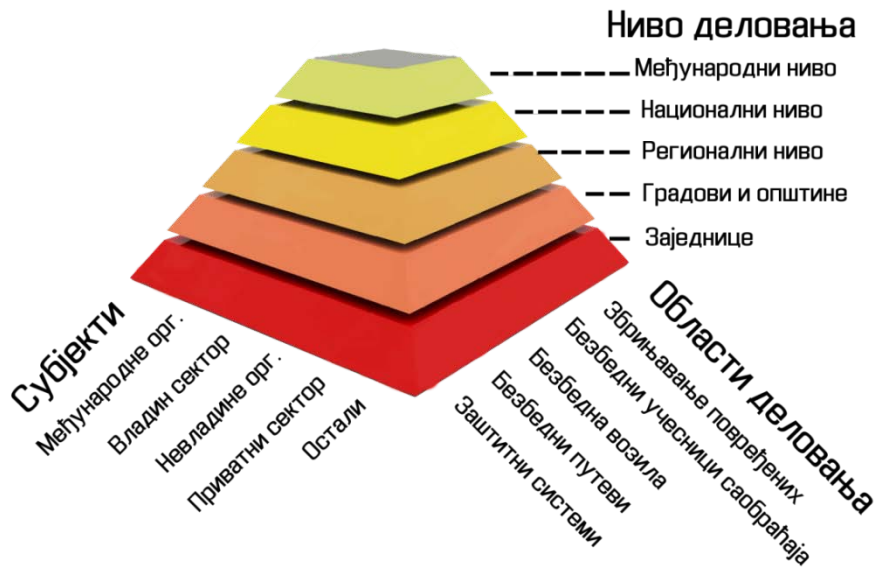 Ниво деловања
Међународни ниво
Национални ниво
Регионални ниво
Градови и општине
Заједнице
Субјекти
Међународне орг.
Владин сектор
Невладине орг.
Приватни сектор
Остали
Области деловања
Збрињавање повређених
Безбедни учесници саобраћаја
Безбедна возила
Безбедни путеви
Заштитни системи